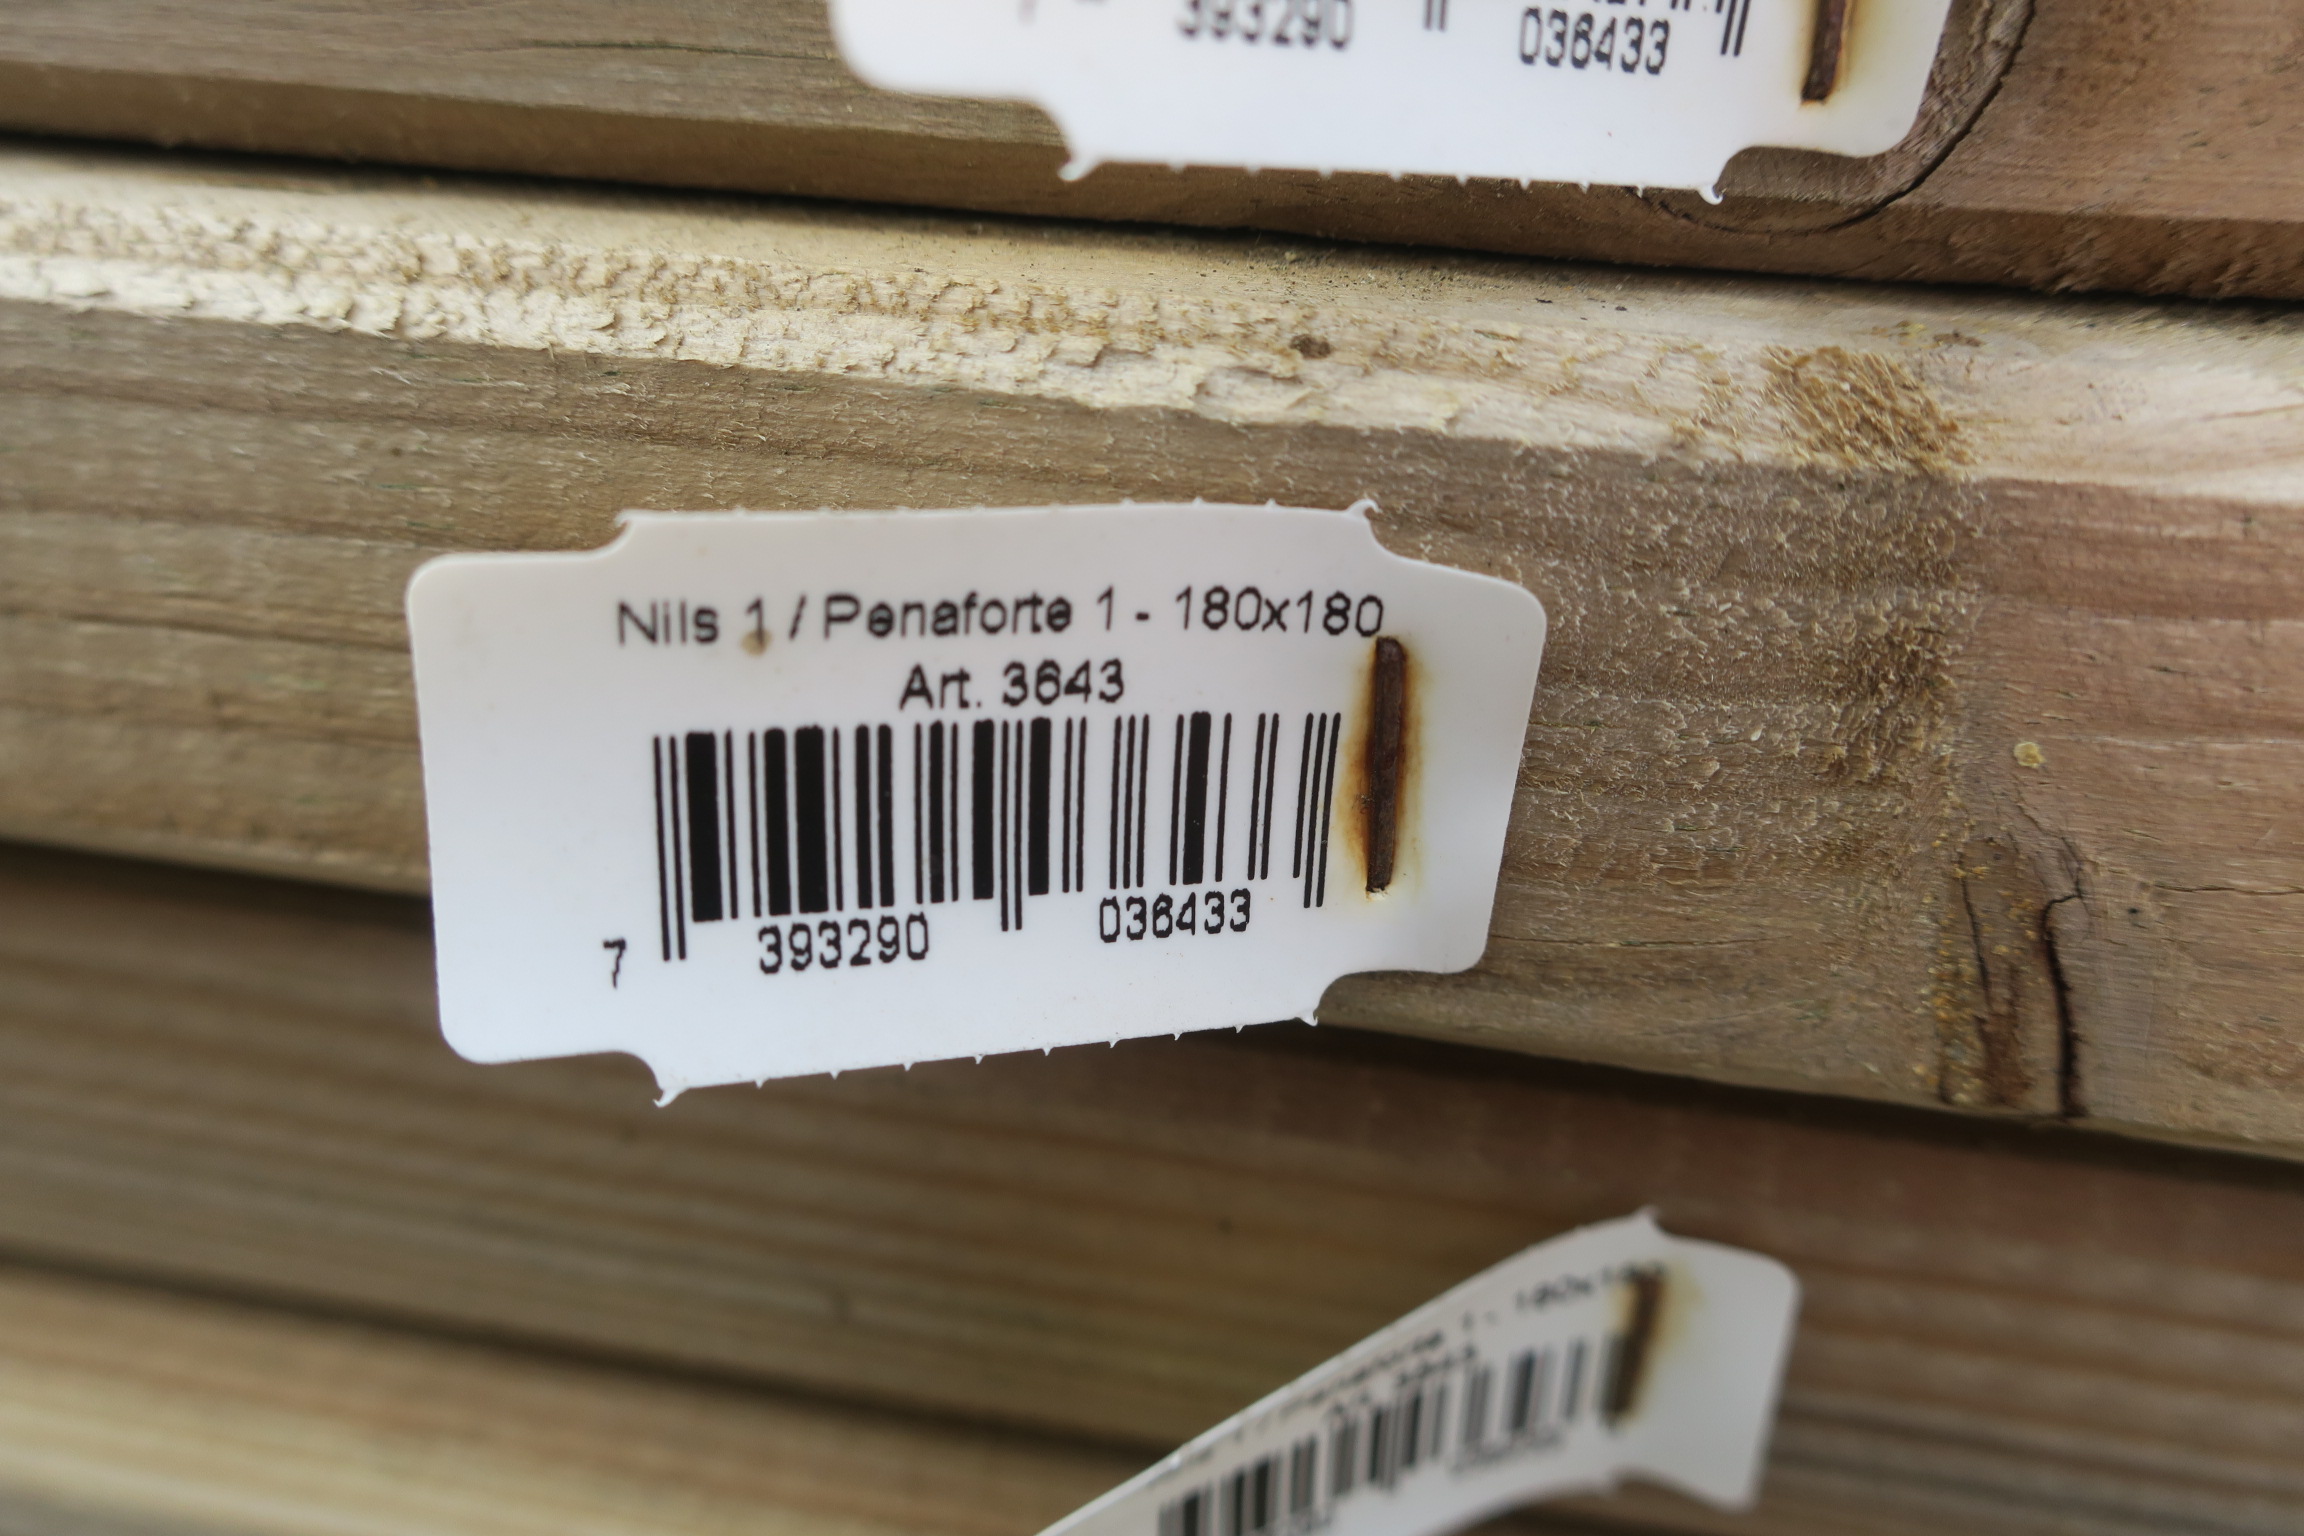 393290 036433
Nils 1 / Penaforte 1 - 180x180
Art. 3643
7 393290 036433